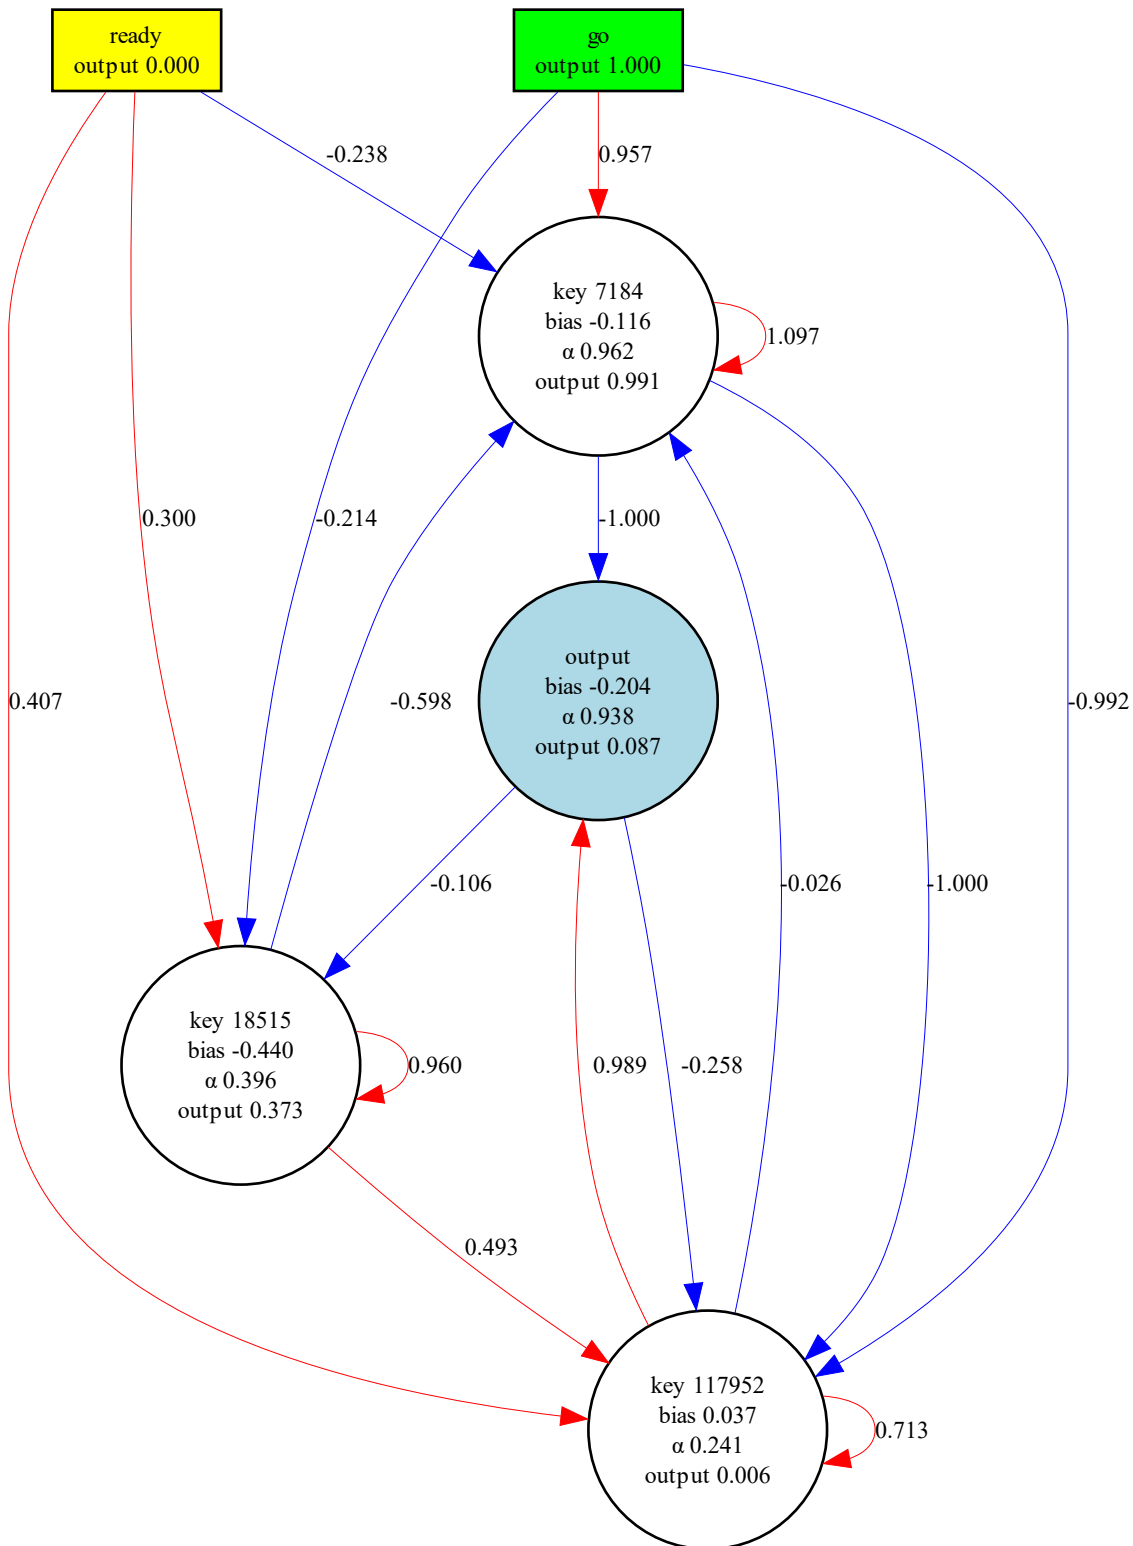 ready
output 0.000
go
output 1.000
-0.238
0.957
key 7184
bias -0.116
α 0.962
output 0.991
1.097
0.300
-0.214
-1.000
output
bias -0.204
α 0.938
output 0.087
0.407
-0.598
-0.992
-0.106
-0.026
-1.000
key 18515
bias -0.440
α 0.396
output 0.373
0.960
0.989
-0.258
0.493
key 117952
bias 0.037
α 0.241
output 0.006
0.713